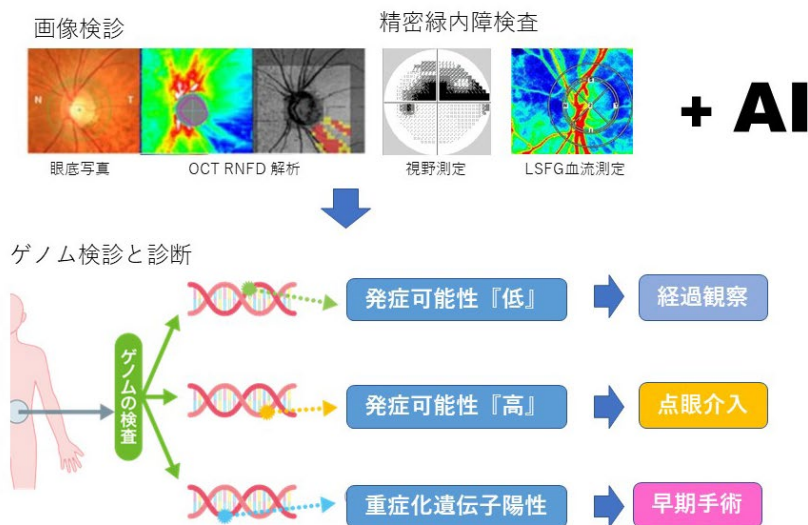 画像検診
精密緑内障検査
N
T
+ AI
眼底写真
OCT RNFD 解析
視野測定
LSFG血流測定
ゲノム検診と診断
ゲノムの検査
発症可能性『低』
経過観察
発症可能性『高』
点眼介入
重症化遺伝子陽性
早期手術